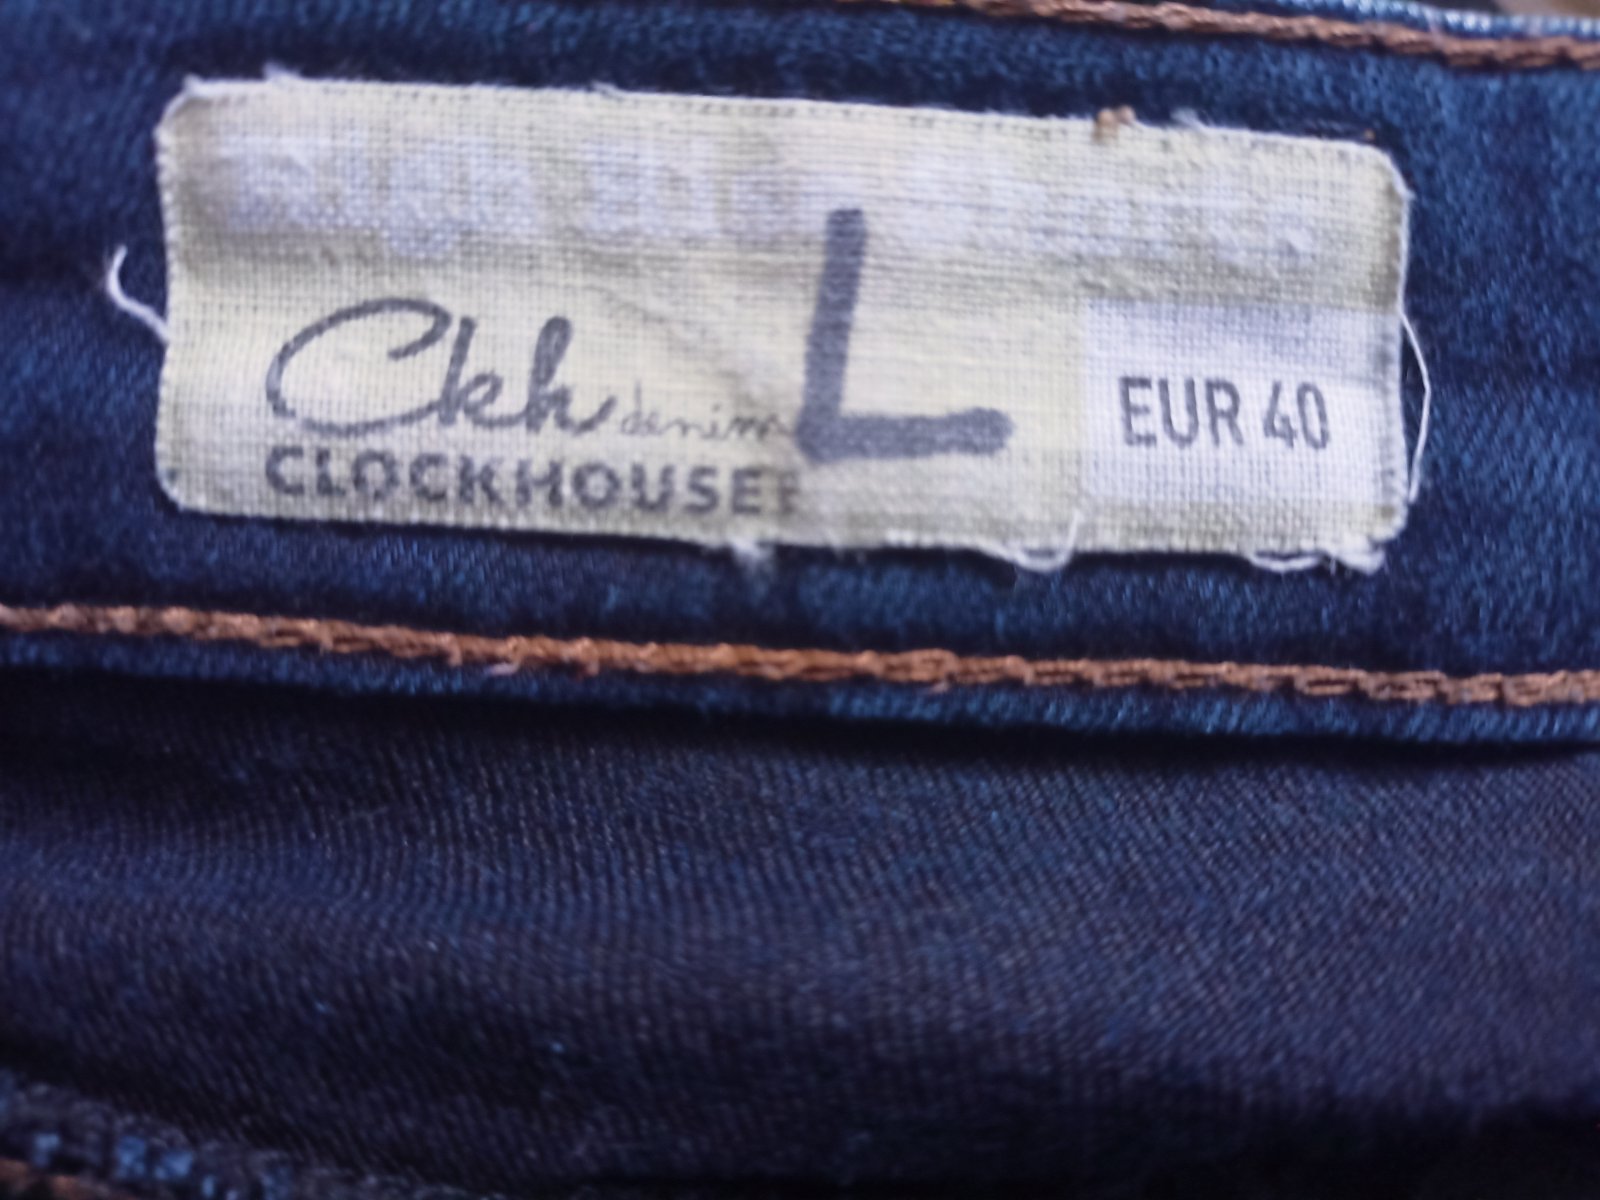 Ckh denim L EUR 40
CLOCKHOUSE